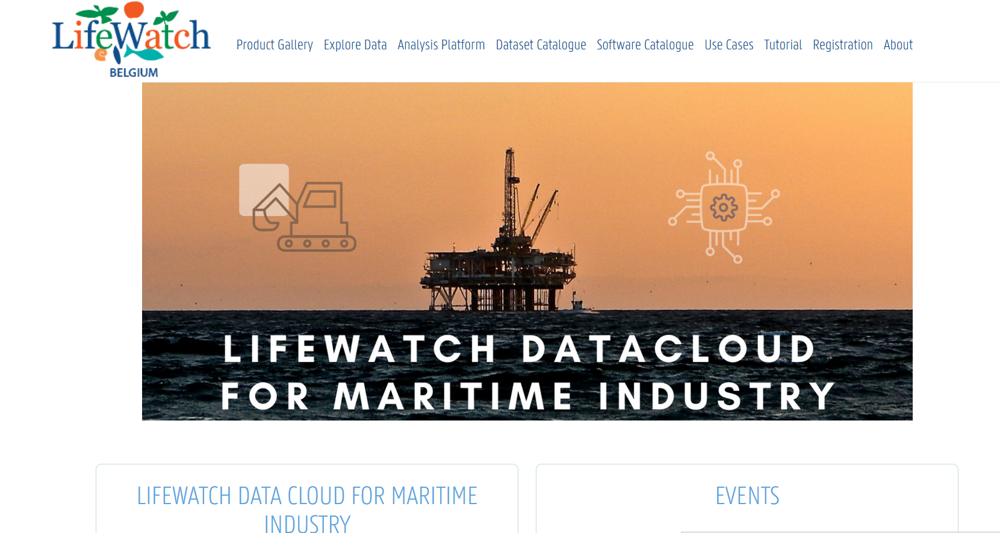 LifeWatch
BELGIUM
Product Gallery Explore Data Analysis Platform Dataset Catalogue Software Catalogue Use Cases Tutorial Registration About
LIFEWATCH DATACLOUD
FOR MARITIME INDUSTRY
LIFEWATCH DATA CLOUD FOR MARITIME
INDUSTRY
EVENTS